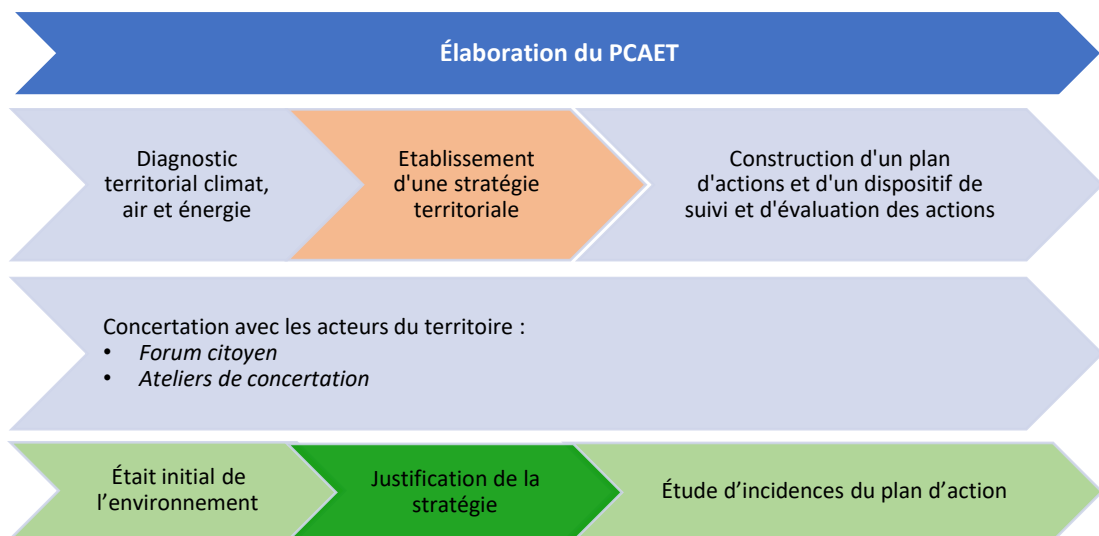 Élaboration du PCAET
Diagnostic
territorial climat,
air et énergie
Etablissement
d'une stratégie
territoriale
Construction d'un plan
d'actions et d'un dispositif de
suivi et d'évaluation des actions
Concertation avec les acteurs du territoire :
• Forum citoyen
• Ateliers de concertation
Était initial de
l’environnement
Justification de la
stratégie
Étude d’incidences du plan d’action